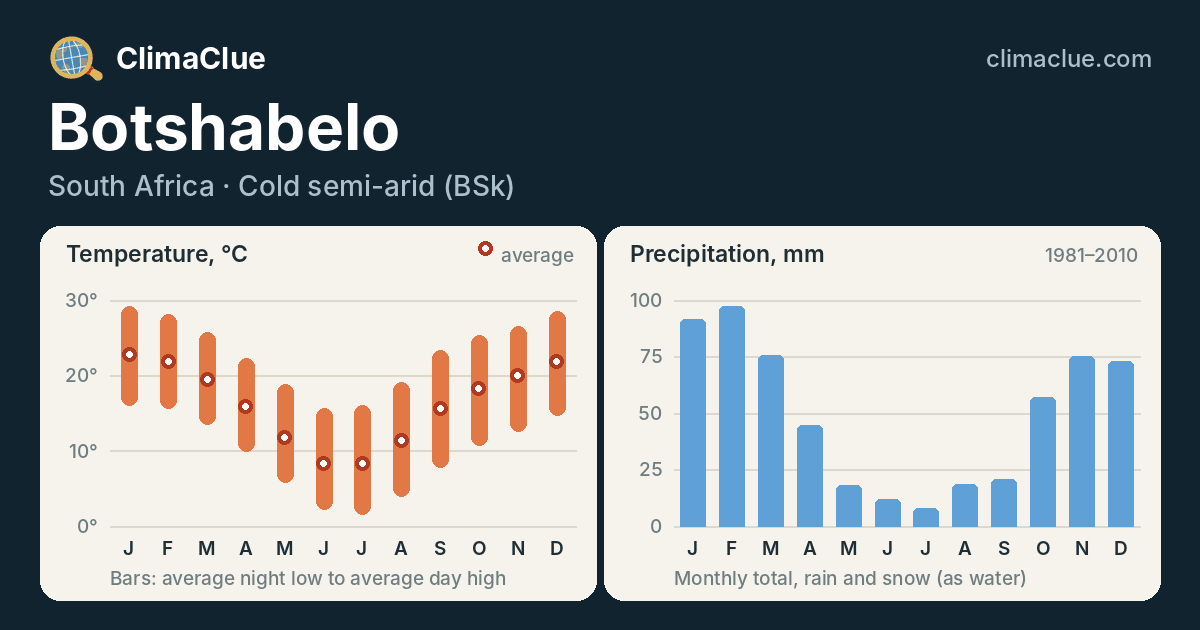 ClimaClue
climaclue.com
Botshabelo
South Africa · Cold semi-arid (BSk)
Temperature, °C
average
30°
20°
10°
0°
J F M A M J J A S O N D
Bars: average night low to average day high
Precipitation, mm
1981–2010
100
75
50
25
0
J F M A M J J A S O N D
Monthly total, rain and snow (as water)